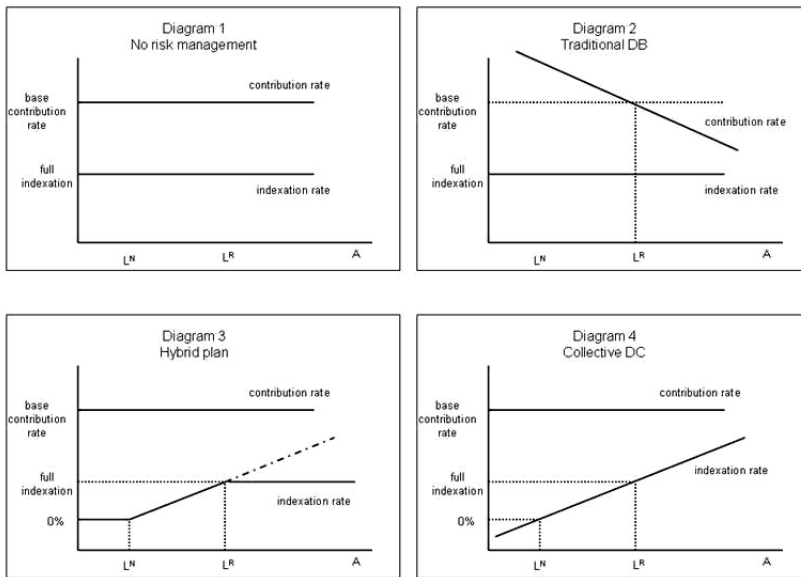 Diagram 1
No risk management
base
contribution
rate
contribution rate
full
indexation
indexation rate
Lᴺ
Lᴿ
A
Diagram 2
Traditional DB
base
contribution
rate
contribution rate
full
indexation
indexation rate
Lᴺ
Lᴿ
A
Diagram 3
Hybrid plan
contribution rate
base
contribution
rate
full
indexation
indexation rate
0%
Lᴺ
Lᴿ
A
Diagram 4
Collective DC
contribution rate
base
contribution
rate
full
indexation
indexation rate
0%
Lᴺ
Lᴿ
A